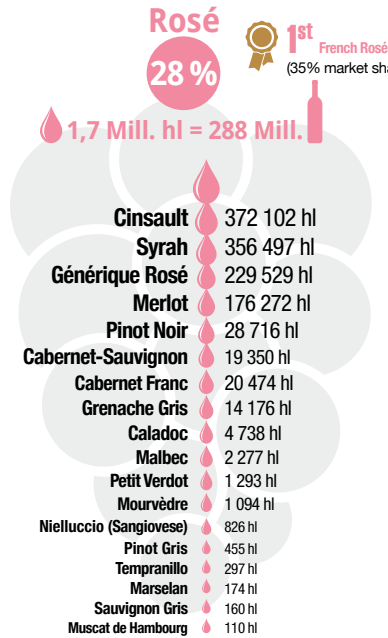 Rosé
28 %
1st French Rosé
(35% market sha
1,7 Mill. hl = 288 Mill.
Cinsault 372 102 hl
Syrah 356 497 hl
Générique Rosé 229 529 hl
Merlot 176 272 hl
Pinot Noir 28 716 hl
Cabernet-Sauvignon 19 350 hl
Cabernet Franc 20 474 hl
Grenache Gris 14 176 hl
Caladoc 4 738 hl
Malbec 2 277 hl
Petit Verdot 1 293 hl
Mourvèdre 1 094 hl
Nielluccio (Sangiovese) 826 hl
Pinot Gris 455 hl
Tempranillo 297 hl
Marselan 174 hl
Sauvignon Gris 160 hl
Muscat de Hambourg 110 hl